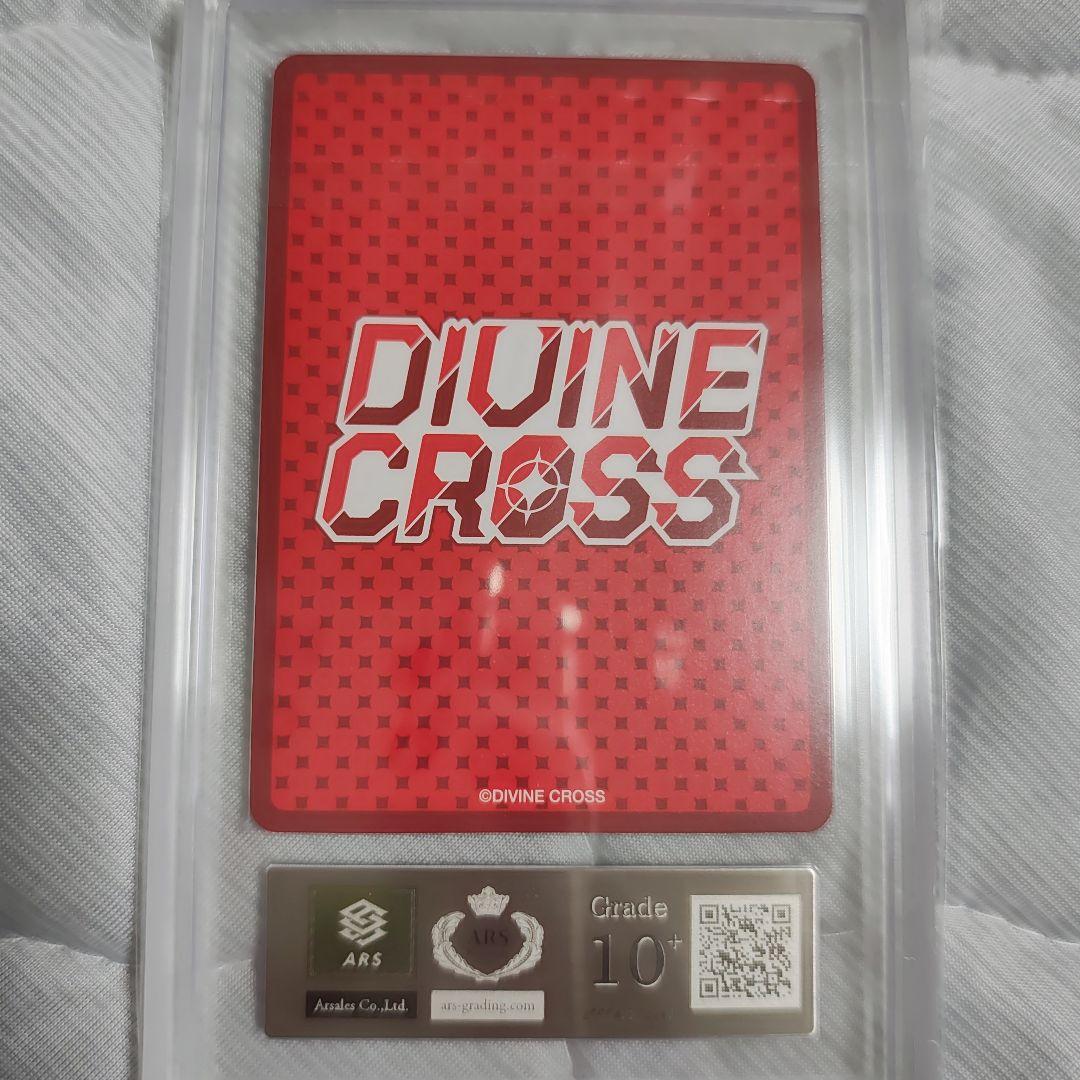 DIVINE
CROSS
©DIVINE CROSS
ARS
Arsales Co.,Ltd.
ARS
ars-grading.com
Grade
10+